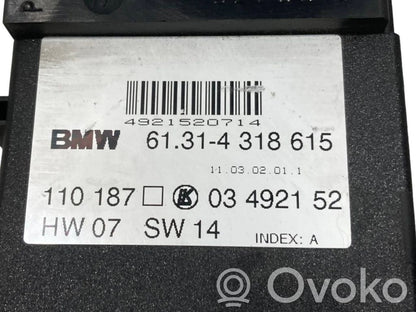 4921520714
BMW 61.31-4 318 615
11.03.02.01.1
110 187 03 4921 52
HW 07 SW 14 INDEX: A
Ovoko